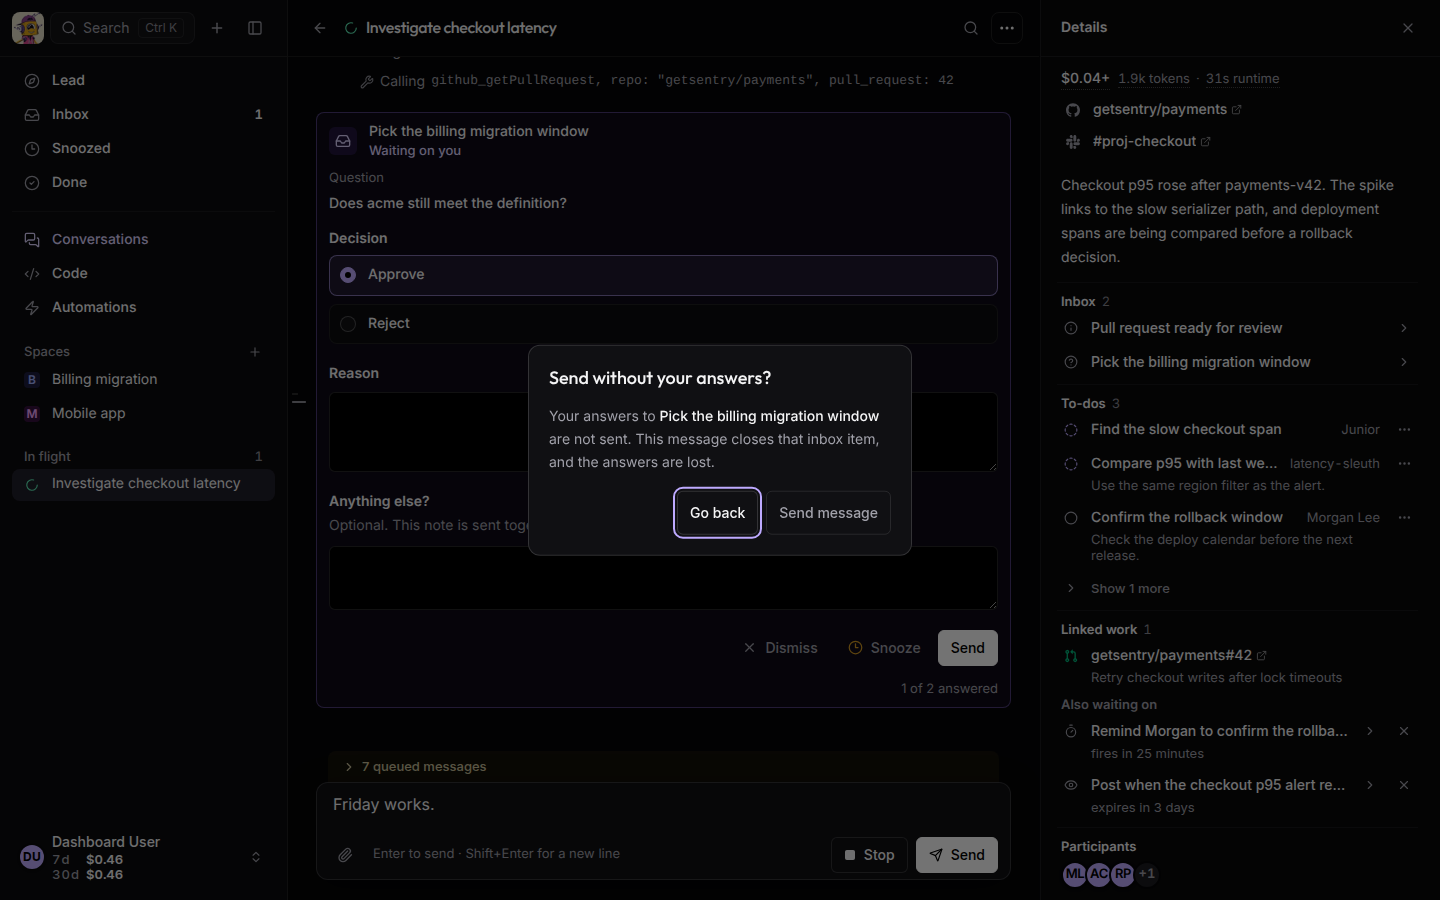 Search Ctrl K
Lead
Inbox 1
Snoozed
Done
Conversations
Code
Automations
Spaces
B Billing migration
M Mobile app
In flight 1
Investigate checkout latency
DU Dashboard User
7d $0.46
30d $0.46
Investigate checkout latency
Calling github_getPullRequest, repo: "getsentry/payments", pull_request: 42
Pick the billing migration window
Waiting on you
Question
Does acme still meet the definition?
Decision
Approve
Reject
Reason
Anything else?
Optional. This note is sent
Dismiss Snooze Send
1 of 2 answered
7 queued messages
Friday works.
Enter to send · Shift+Enter for a new line
Stop Send
Send without your answers?
Your answers to Pick the billing migration window
are not sent. This message closes that inbox item,
and the answers are lost.
Go back Send message
Details
$0.04+ 1.9k tokens · 31s runtime
getsentry/payments
#proj-checkout
Checkout p95 rose after payments-v42. The spike
links to the slow serializer path, and deployment
spans are being compared before a rollback
decision.
Inbox 2
Pull request ready for review
Pick the billing migration window
To-dos 3
Find the slow checkout span Junior
Compare p95 with last we... latency-sleuth
Use the same region filter as the alert.
Confirm the rollback window Morgan Lee
Check the deploy calendar before the next
release.
Show 1 more
Linked work 1
getsentry/payments#42
Retry checkout writes after lock timeouts
Also waiting on
Remind Morgan to confirm the rollba...
fires in 25 minutes
Post when the checkout p95 alert re...
expires in 3 days
Participants
ML AC RP +1